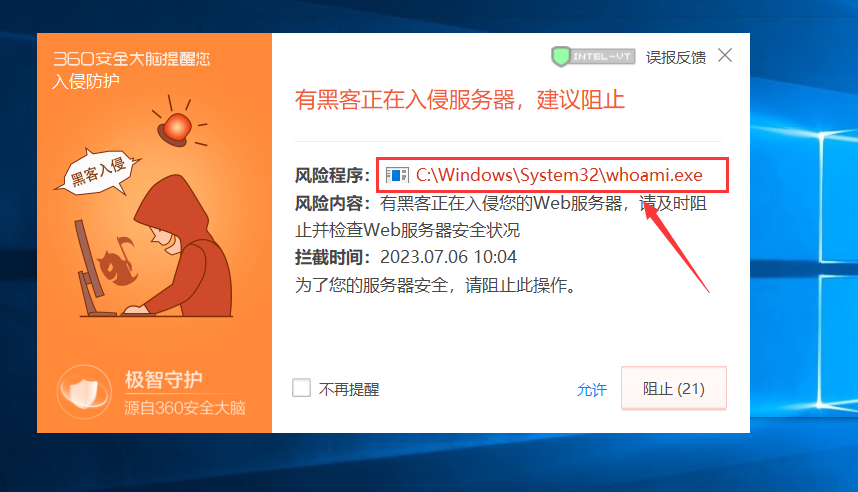 360安全大脑提醒您
入侵防护
黑客入侵
极智守护
源自360安全大脑
INTEL-VT 误报反馈
有黑客正在入侵服务器，建议阻止
风险程序： C:\Windows\System32\whoami.exe
风险内容：有黑客正在入侵您的Web服务器，请及时阻
止并检查Web服务器安全状况
拦截时间：2023.07.06 10:04
为了您的服务器安全，请阻止此操作。
不再提醒 允许 阻止 (21)